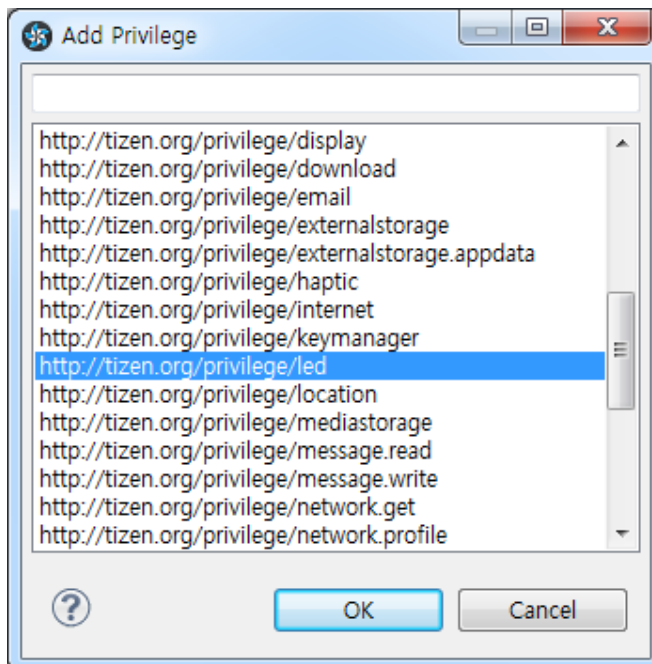 Add Privilege
http://tizen.org/privilege/display
http://tizen.org/privilege/download
http://tizen.org/privilege/email
http://tizen.org/privilege/externalstorage
http://tizen.org/privilege/externalstorage.appdata
http://tizen.org/privilege/haptic
http://tizen.org/privilege/internet
http://tizen.org/privilege/keymanager
http://tizen.org/privilege/led
http://tizen.org/privilege/location
http://tizen.org/privilege/mediastorage
http://tizen.org/privilege/message.read
http://tizen.org/privilege/message.write
http://tizen.org/privilege/network.get
http://tizen.org/privilege/network.profile
? OK Cancel